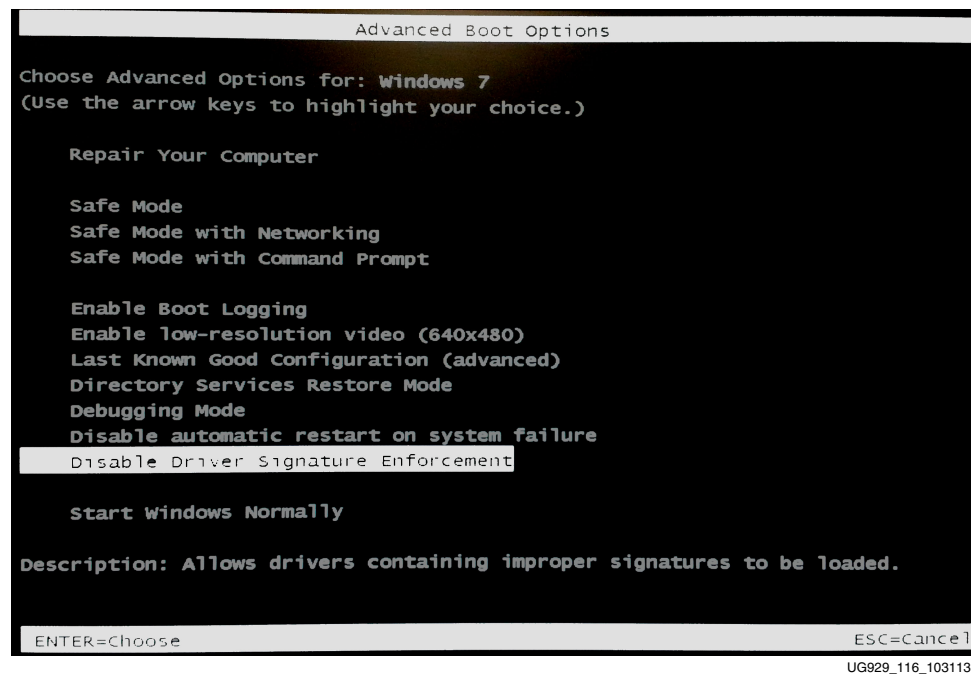 Advanced Boot Options
Choose Advanced Options for: Windows 7
(Use the arrow keys to highlight your choice.)
Repair Your Computer
Safe Mode
Safe Mode with Networking
Safe Mode with Command Prompt
Enable Boot Logging
Enable low-resolution video (640x480)
Last Known Good Configuration (advanced)
Directory Services Restore Mode
Debugging Mode
Disable automatic restart on system failure
Disable Driver Signature Enforcement
Start Windows Normally
Description: Allows drivers containing improper signatures to be loaded.
ENTER=Choose ESC=Cancel
UG929_116_103113